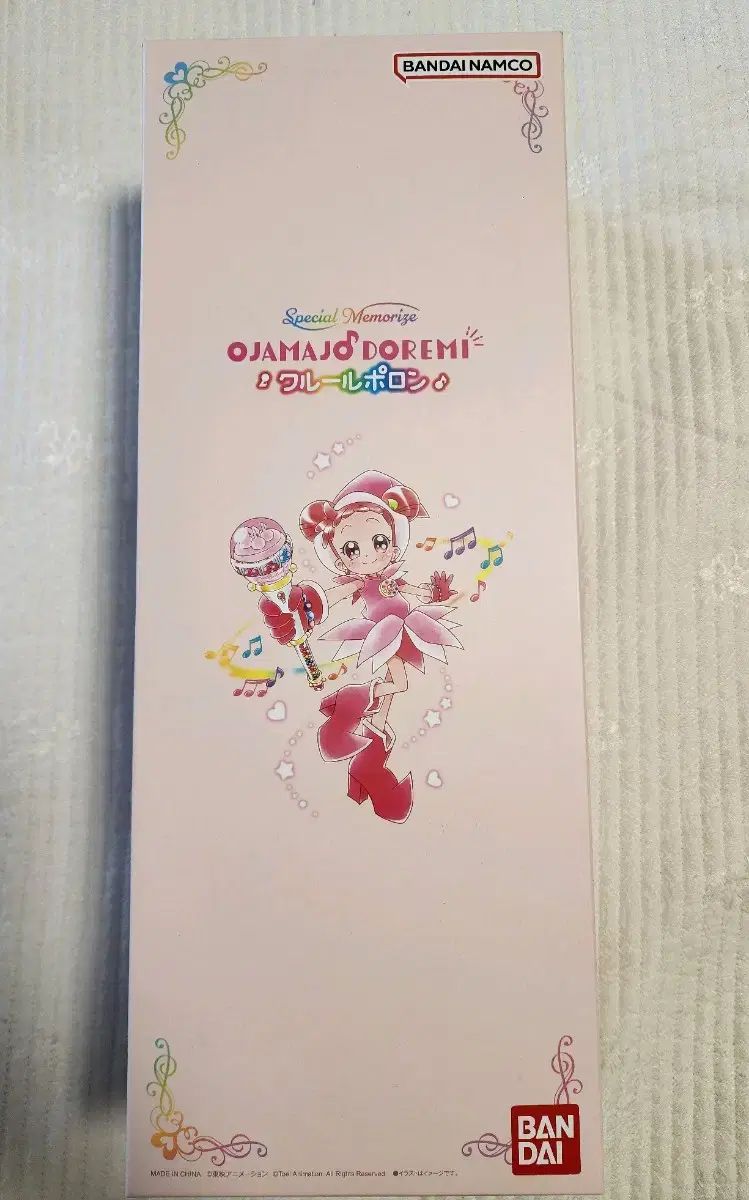 BANDAI NAMCO
Special Memorize
OJAMAJO DOREMI
クルールポロン
BAN
DAI
MADE IN CHINA ©東映アニメーション ©Toei Animation. All Rights Reserved. ●イラストはイメージです。